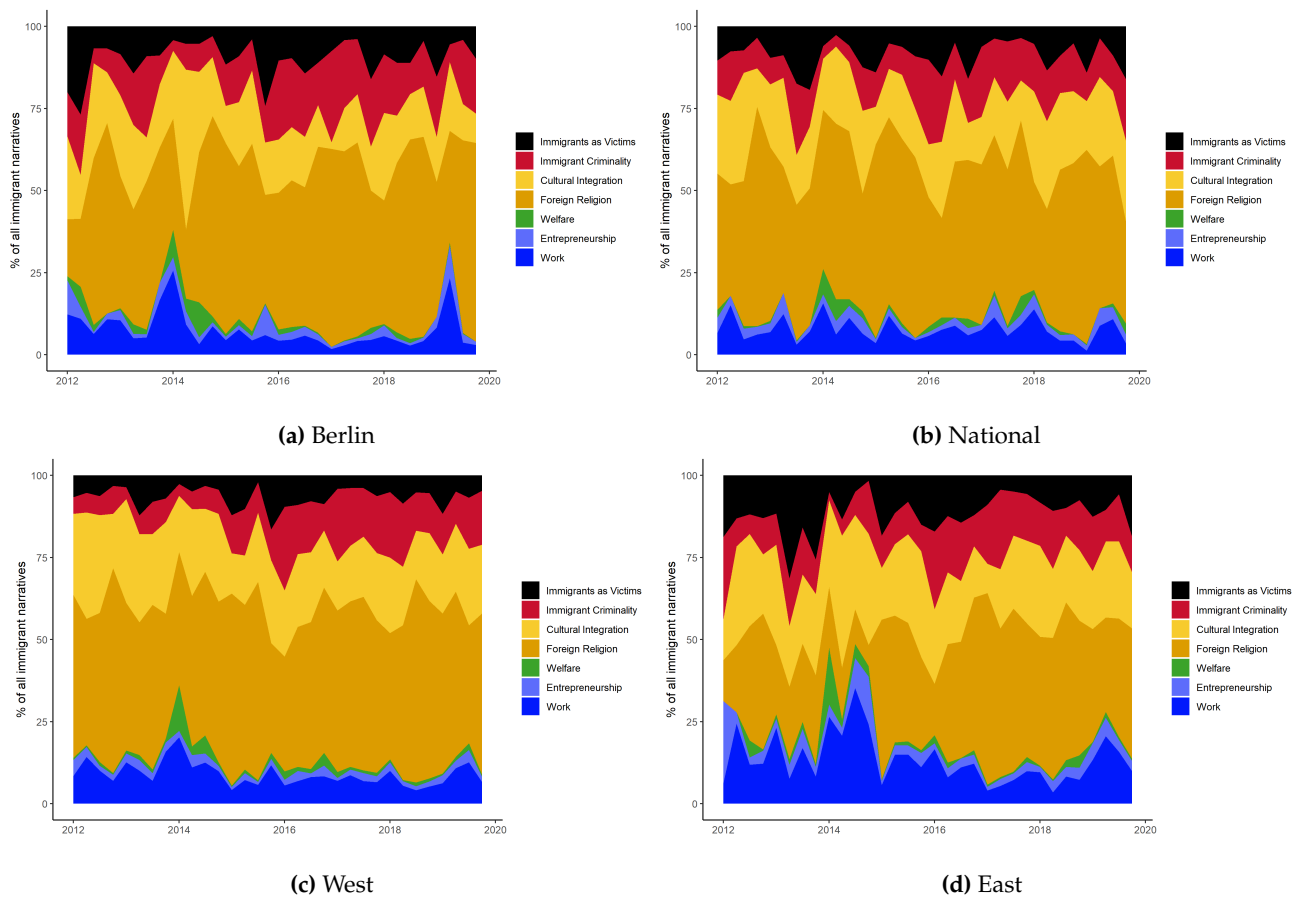 % of all immigrant narratives
100
75
50
25
0
2012 2014 2016 2018 2020
Immigrants as Victims
Immigrant Criminality
Cultural Integration
Foreign Religion
Welfare
Entrepreneurship
Work
(a) Berlin
% of all immigrant narratives
100
75
50
25
0
2012 2014 2016 2018 2020
Immigrants as Victims
Immigrant Criminality
Cultural Integration
Foreign Religion
Welfare
Entrepreneurship
Work
(b) National
% of all immigrant narratives
100
75
50
25
0
2012 2014 2016 2018 2020
Immigrants as Victims
Immigrant Criminality
Cultural Integration
Foreign Religion
Welfare
Entrepreneurship
Work
(c) West
% of all immigrant narratives
100
75
50
25
0
2012 2014 2016 2018 2020
Immigrants as Victims
Immigrant Criminality
Cultural Integration
Foreign Religion
Welfare
Entrepreneurship
Work
(d) East